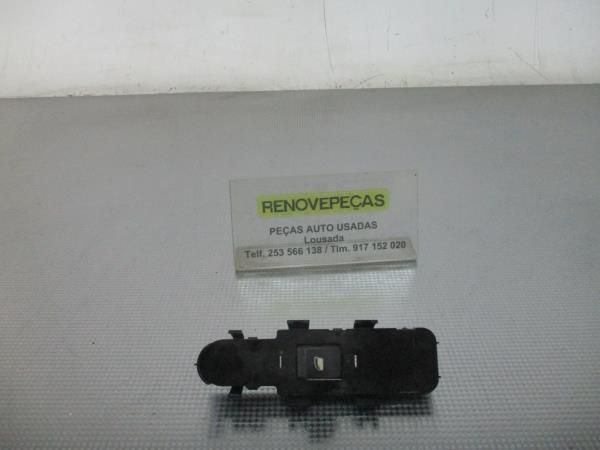 RENOVEPEÇAS
PEÇAS AUTO USADAS
Lousada
Telf. 253 566 138 / Tlm. 917 152 020